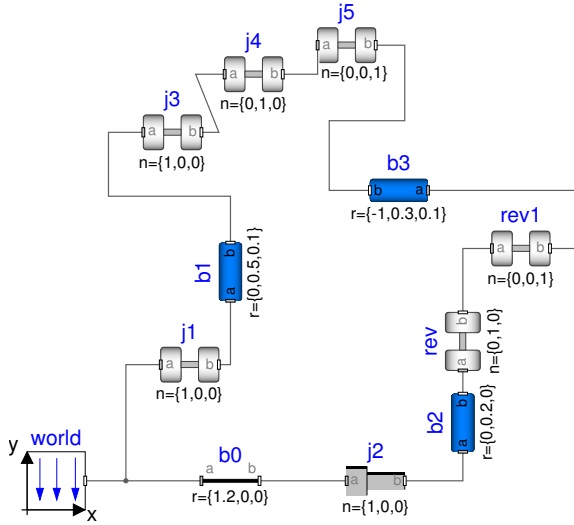 j5
a b
n={0,0,1}
j4
a b
n={0,1,0}
j3
a b
n={1,0,0}
b3
b a
r={-1,0.3,0.1}
rev1
a b
n={0,0,1}
b1
b
a
r={0,0.5,0.1}
rev
b
a
n={0,1,0}
j1
a b
n={1,0,0}
b2
b
a
r={0,0.2,0}
y
world
x
b0
a b
r={1.2,0,0}
j2
a b
n={1,0,0}